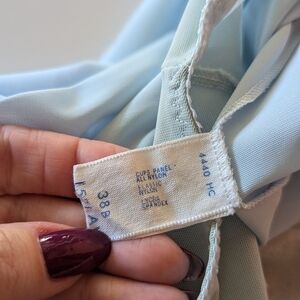 38B
CUPS PANEL
ALL NYLON
ELASTIC
NYLON
SPANDEX
4440 HC